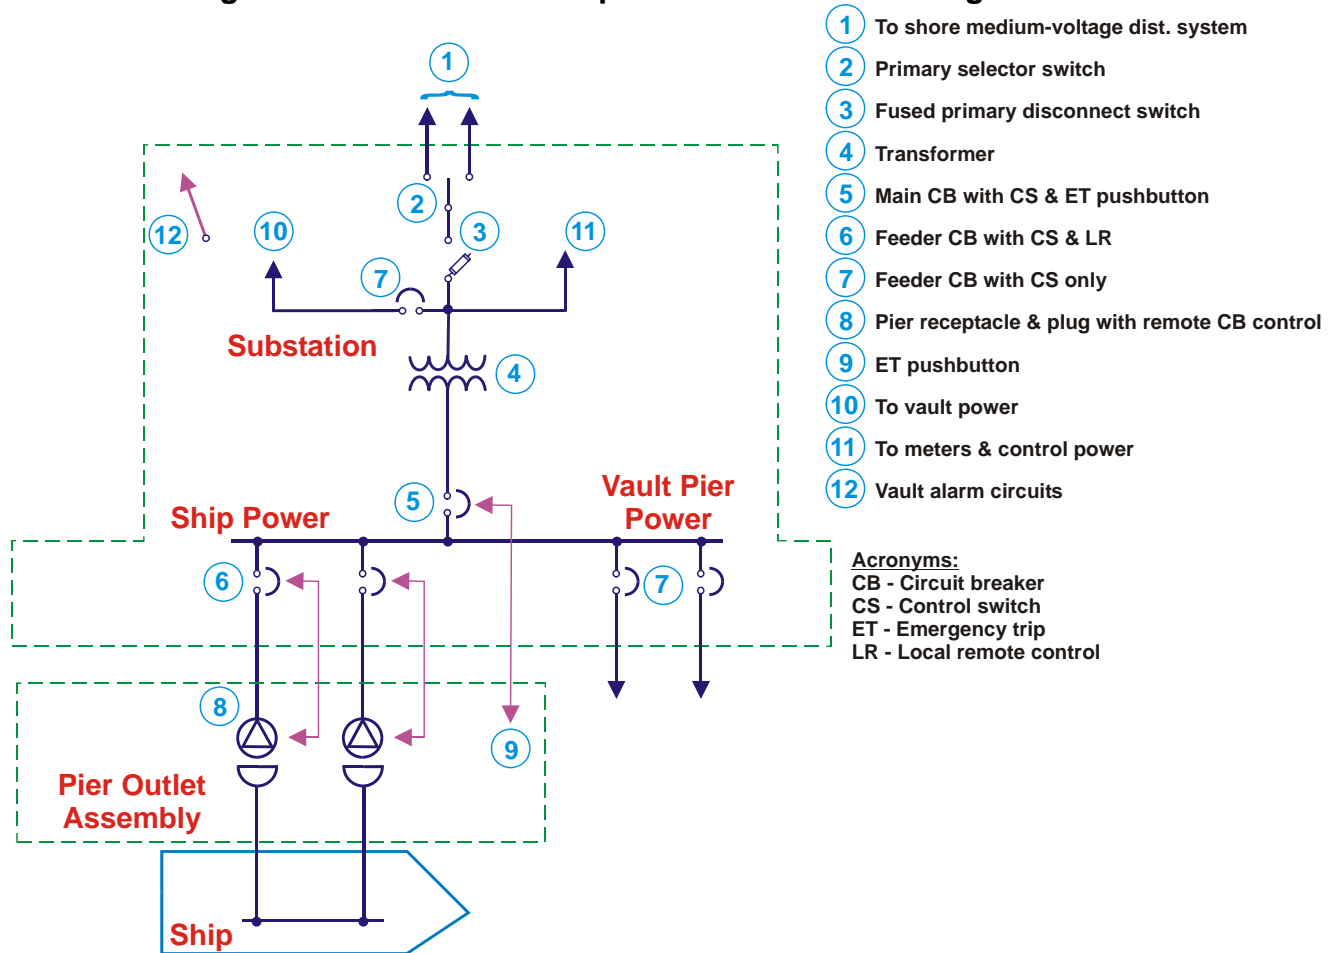 1 To shore medium-voltage dist. system
2 Primary selector switch
3 Fused primary disconnect switch
4 Transformer
5 Main CB with CS & ET pushbutton
6 Feeder CB with CS & LR
7 Feeder CB with CS only
8 Pier receptacle & plug with remote CB control
9 ET pushbutton
10 To vault power
11 To meters & control power
12 Vault alarm circuits
Acronyms:
CB - Circuit breaker
CS - Control switch
ET - Emergency trip
LR - Local remote control
1
2
12
10
3
11
7
Substation
4
5
Vault Pier
Power
Ship Power
6
7
8
9
Pier Outlet
Assembly
Ship